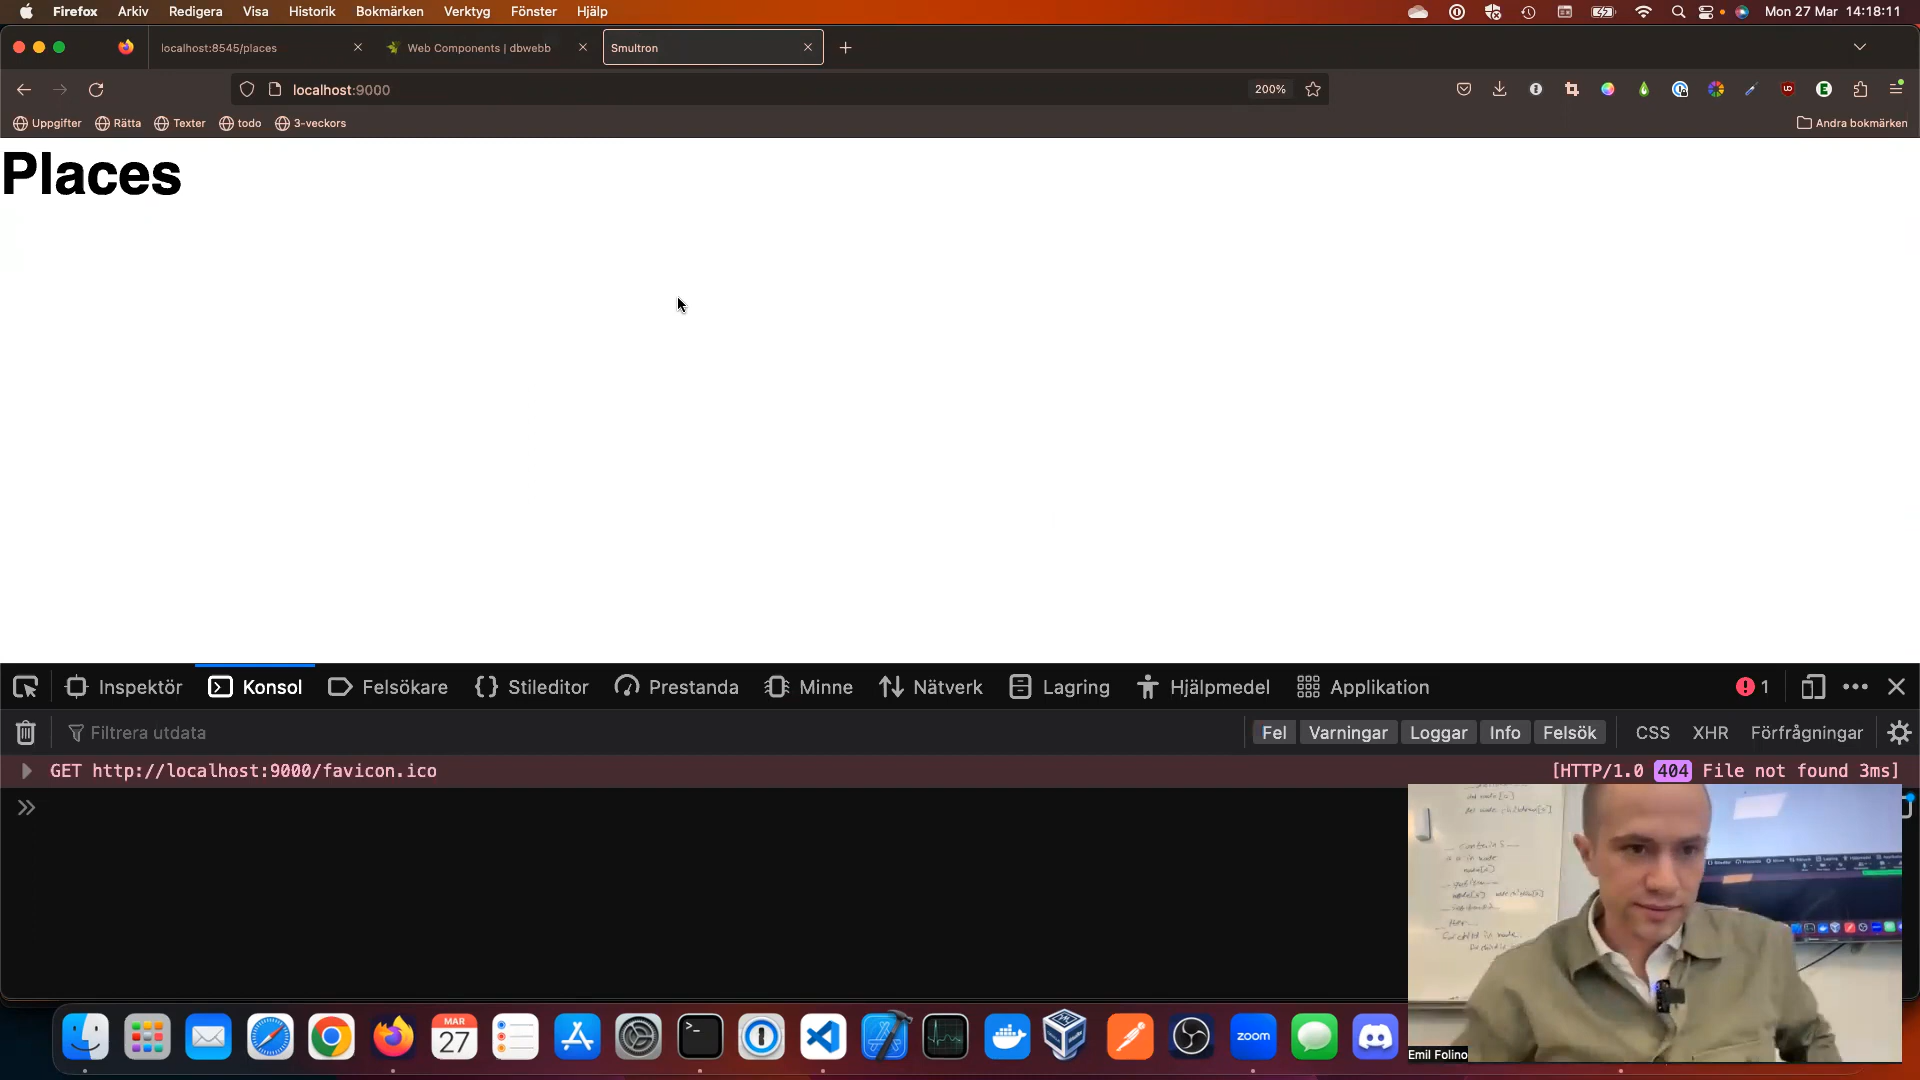 Firefox Arkiv Redigera Visa Historik Bokmärken Verktyg Fönster Hjälp Mon 27 Mar 14:18:11
localhost:8545/places Web Components | dbwebb Smultron
localhost:9000 200%
Uppgifter Rätta Texter todo 3-veckors Andra bokmärken
Places
Inspektör Konsol Felsökare Stileditor Prestanda Minne Nätverk Lagring Hjälpmedel Applikation 1
Filtrera utdata Fel Varningar Loggar Info Felsök CSS XHR Förfrågningar
GET http://localhost:9000/favicon.ico [HTTP/1.0 404 File not found 3ms]
MAR
27
zoom
Emil Folino